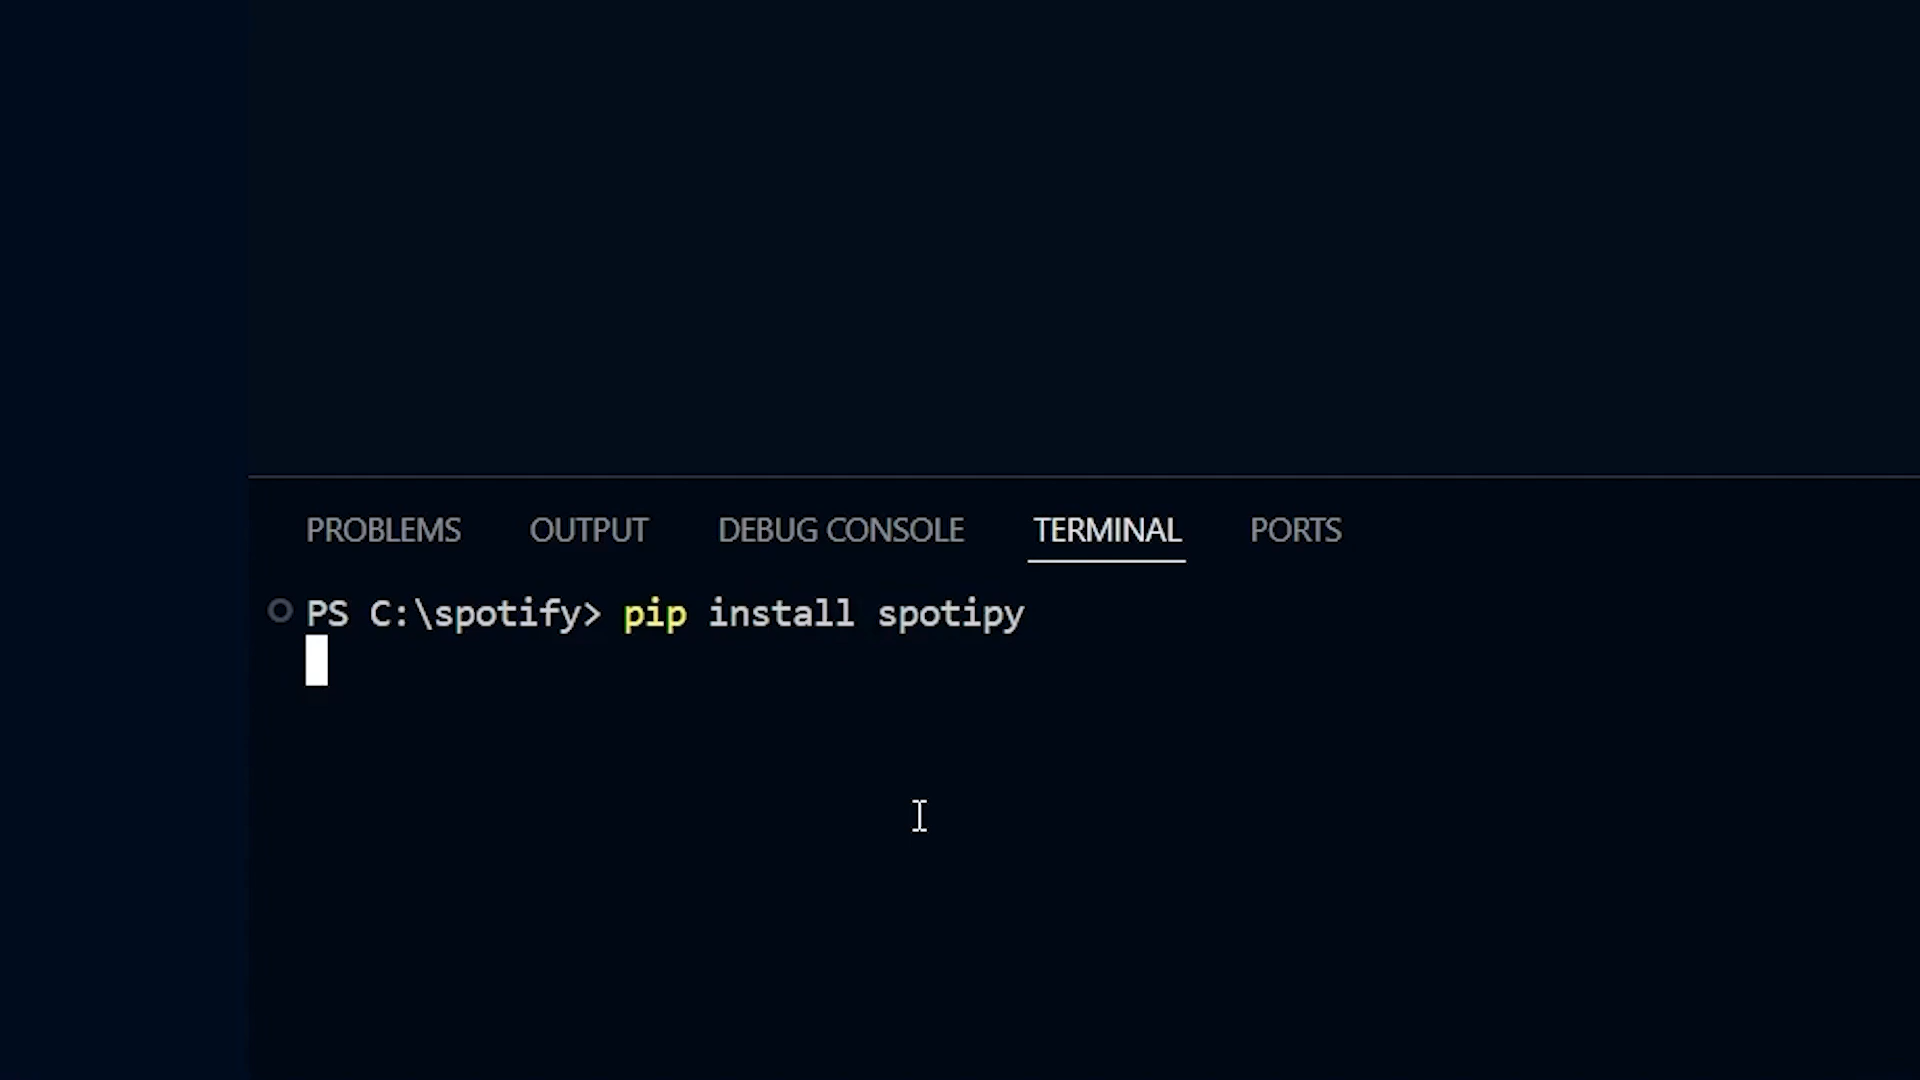 PROBLEMS OUTPUT DEBUG CONSOLE TERMINAL PORTS
PS C:\spotify> pip install spotipy